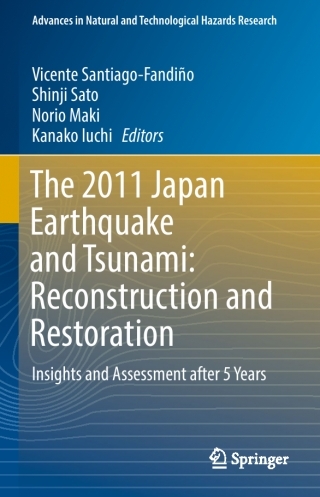 Advances in Natural and Technological Hazards Research
Vicente Santiago-Fandiño
Shinji Sato
Norio Maki
Kanako Iuchi Editors
The 2011 Japan
Earthquake
and Tsunami:
Reconstruction and
Restoration
Insights and Assessment after 5 Years
Springer